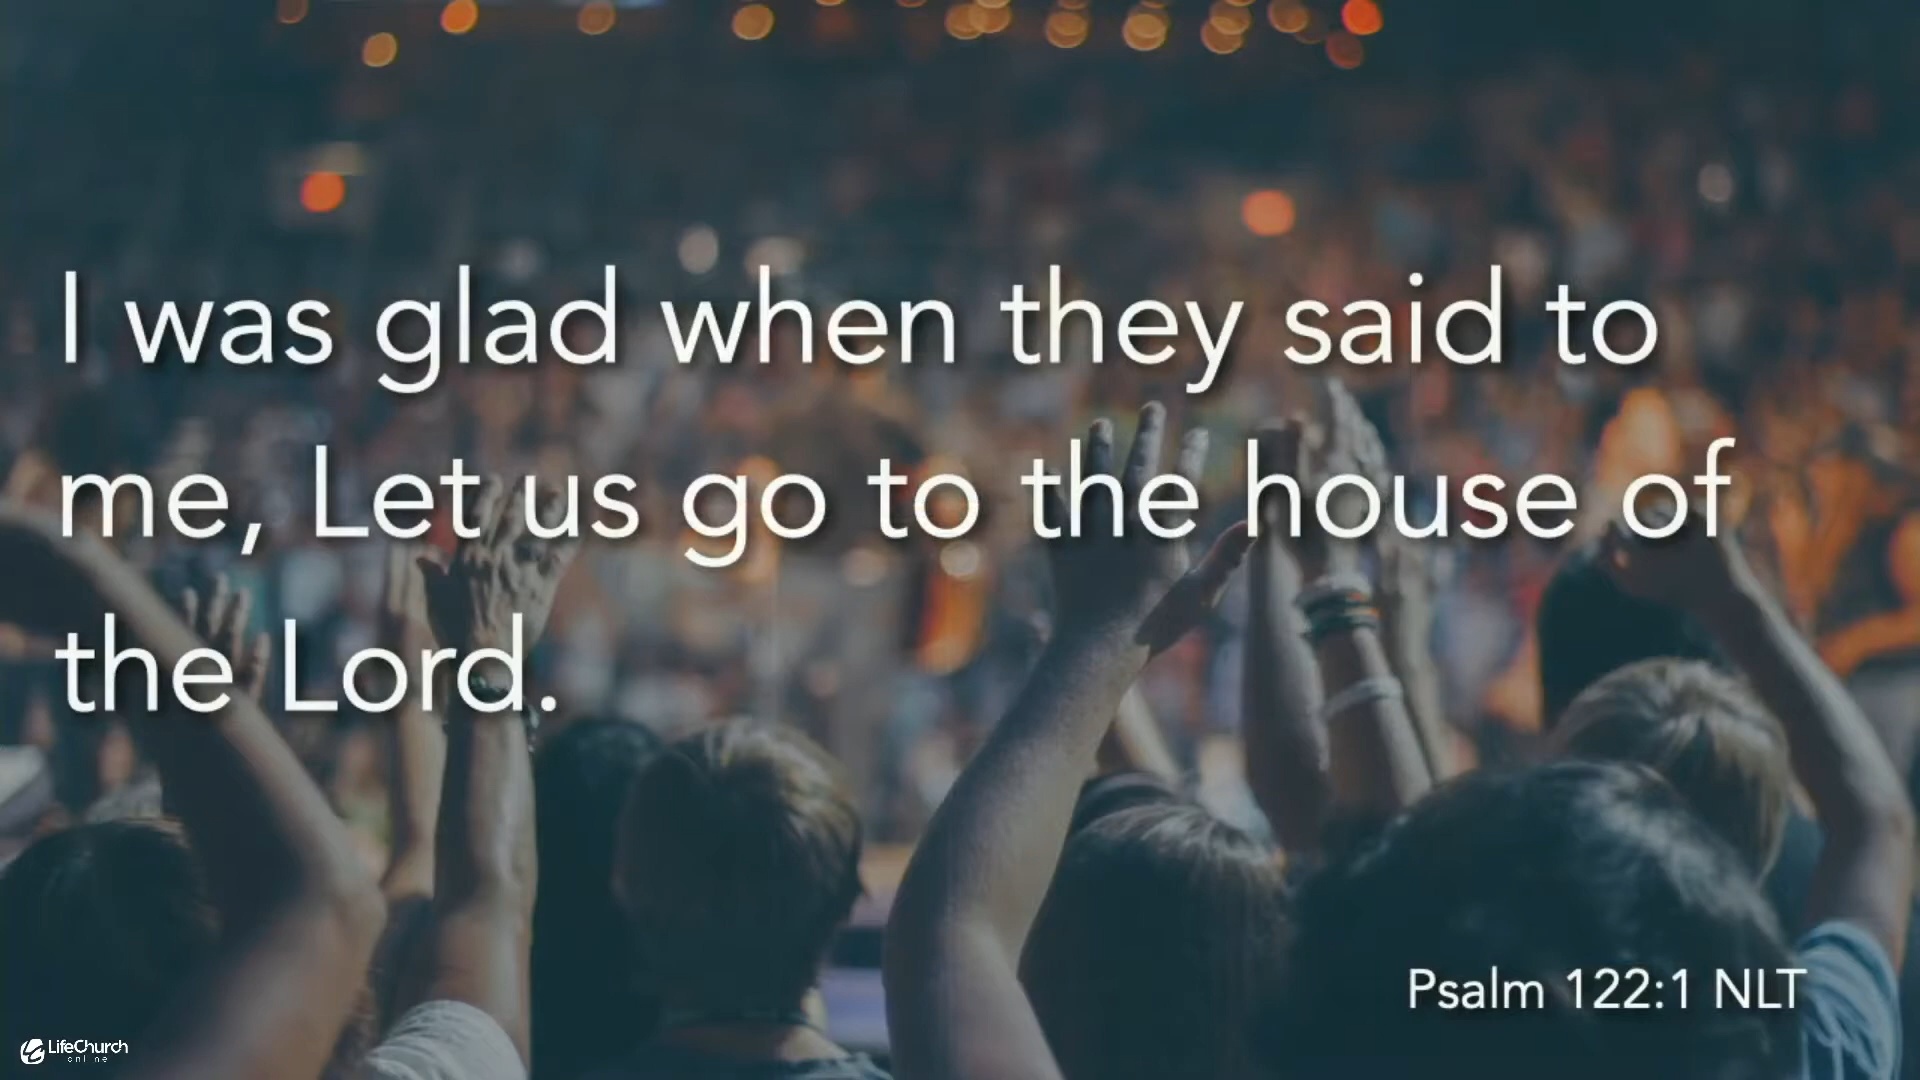 I was glad when they said to
me, Let us go to the house of
the Lord.
Psalm 122:1 NLT
LifeChurch
online